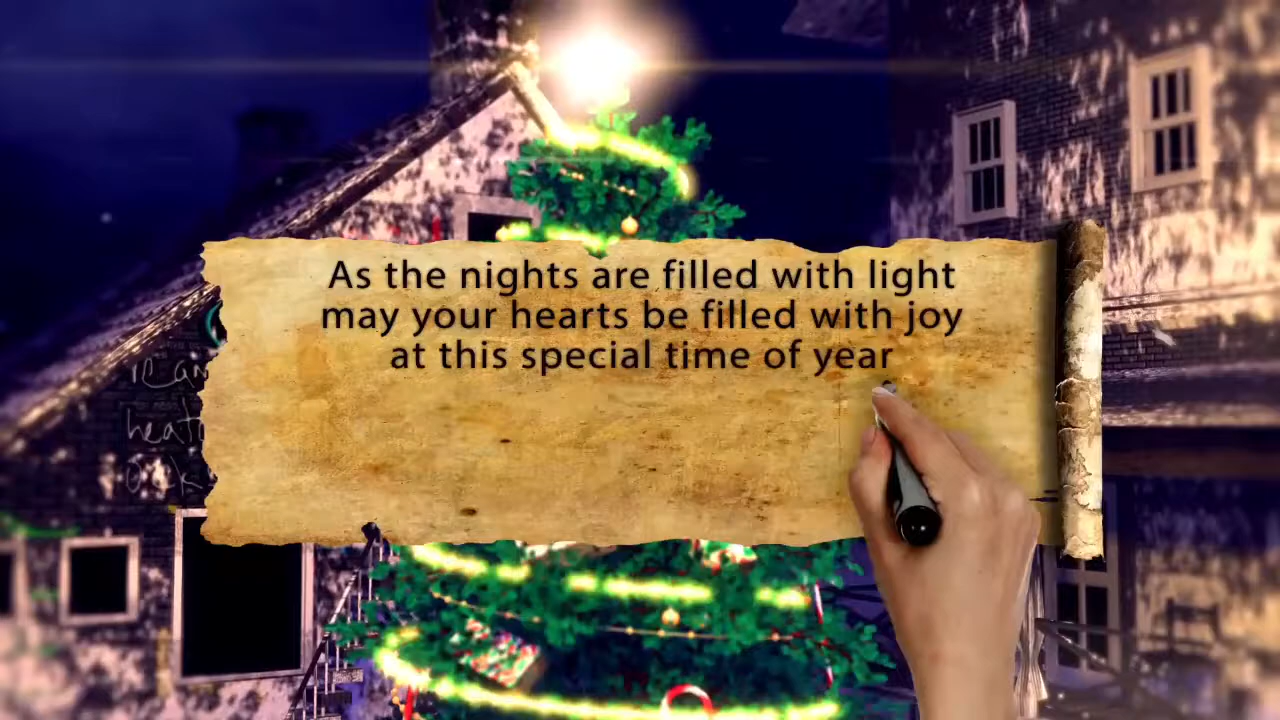 As the nights are filled with light
may your hearts be filled with joy
at this special time of year